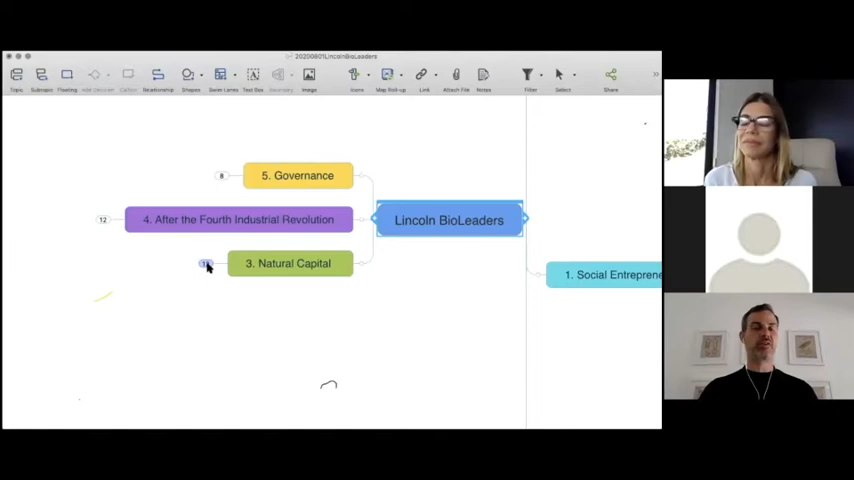 20200601LincolnBioLeaders
Topic Subtopic Floating Relationship Shapes Swim Lanes Text Box Image Icons Map Roll-up Link Attach File Notes Filter Select Share
8 5. Governance
12 4. After the Fourth Industrial Revolution
Lincoln BioLeaders
3. Natural Capital
1. Social Entreprene